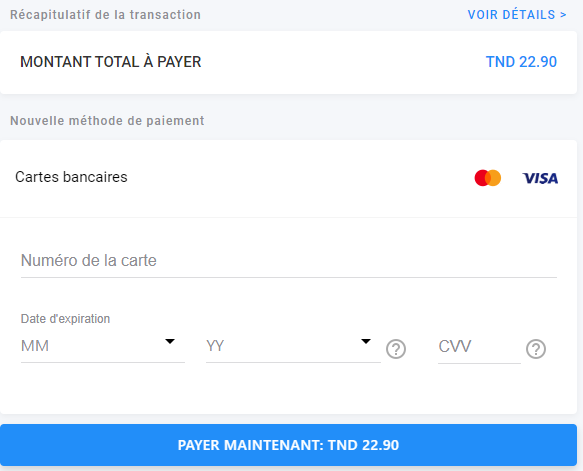 Récapitulatif de la transaction VOIR DÉTAILS >
MONTANT TOTAL À PAYER TND 22.90
Nouvelle méthode de paiement
Cartes bancaires VISA
Numéro de la carte
Date d'expiration
MM YY ? CVV ?
PAYER MAINTENANT: TND 22.90